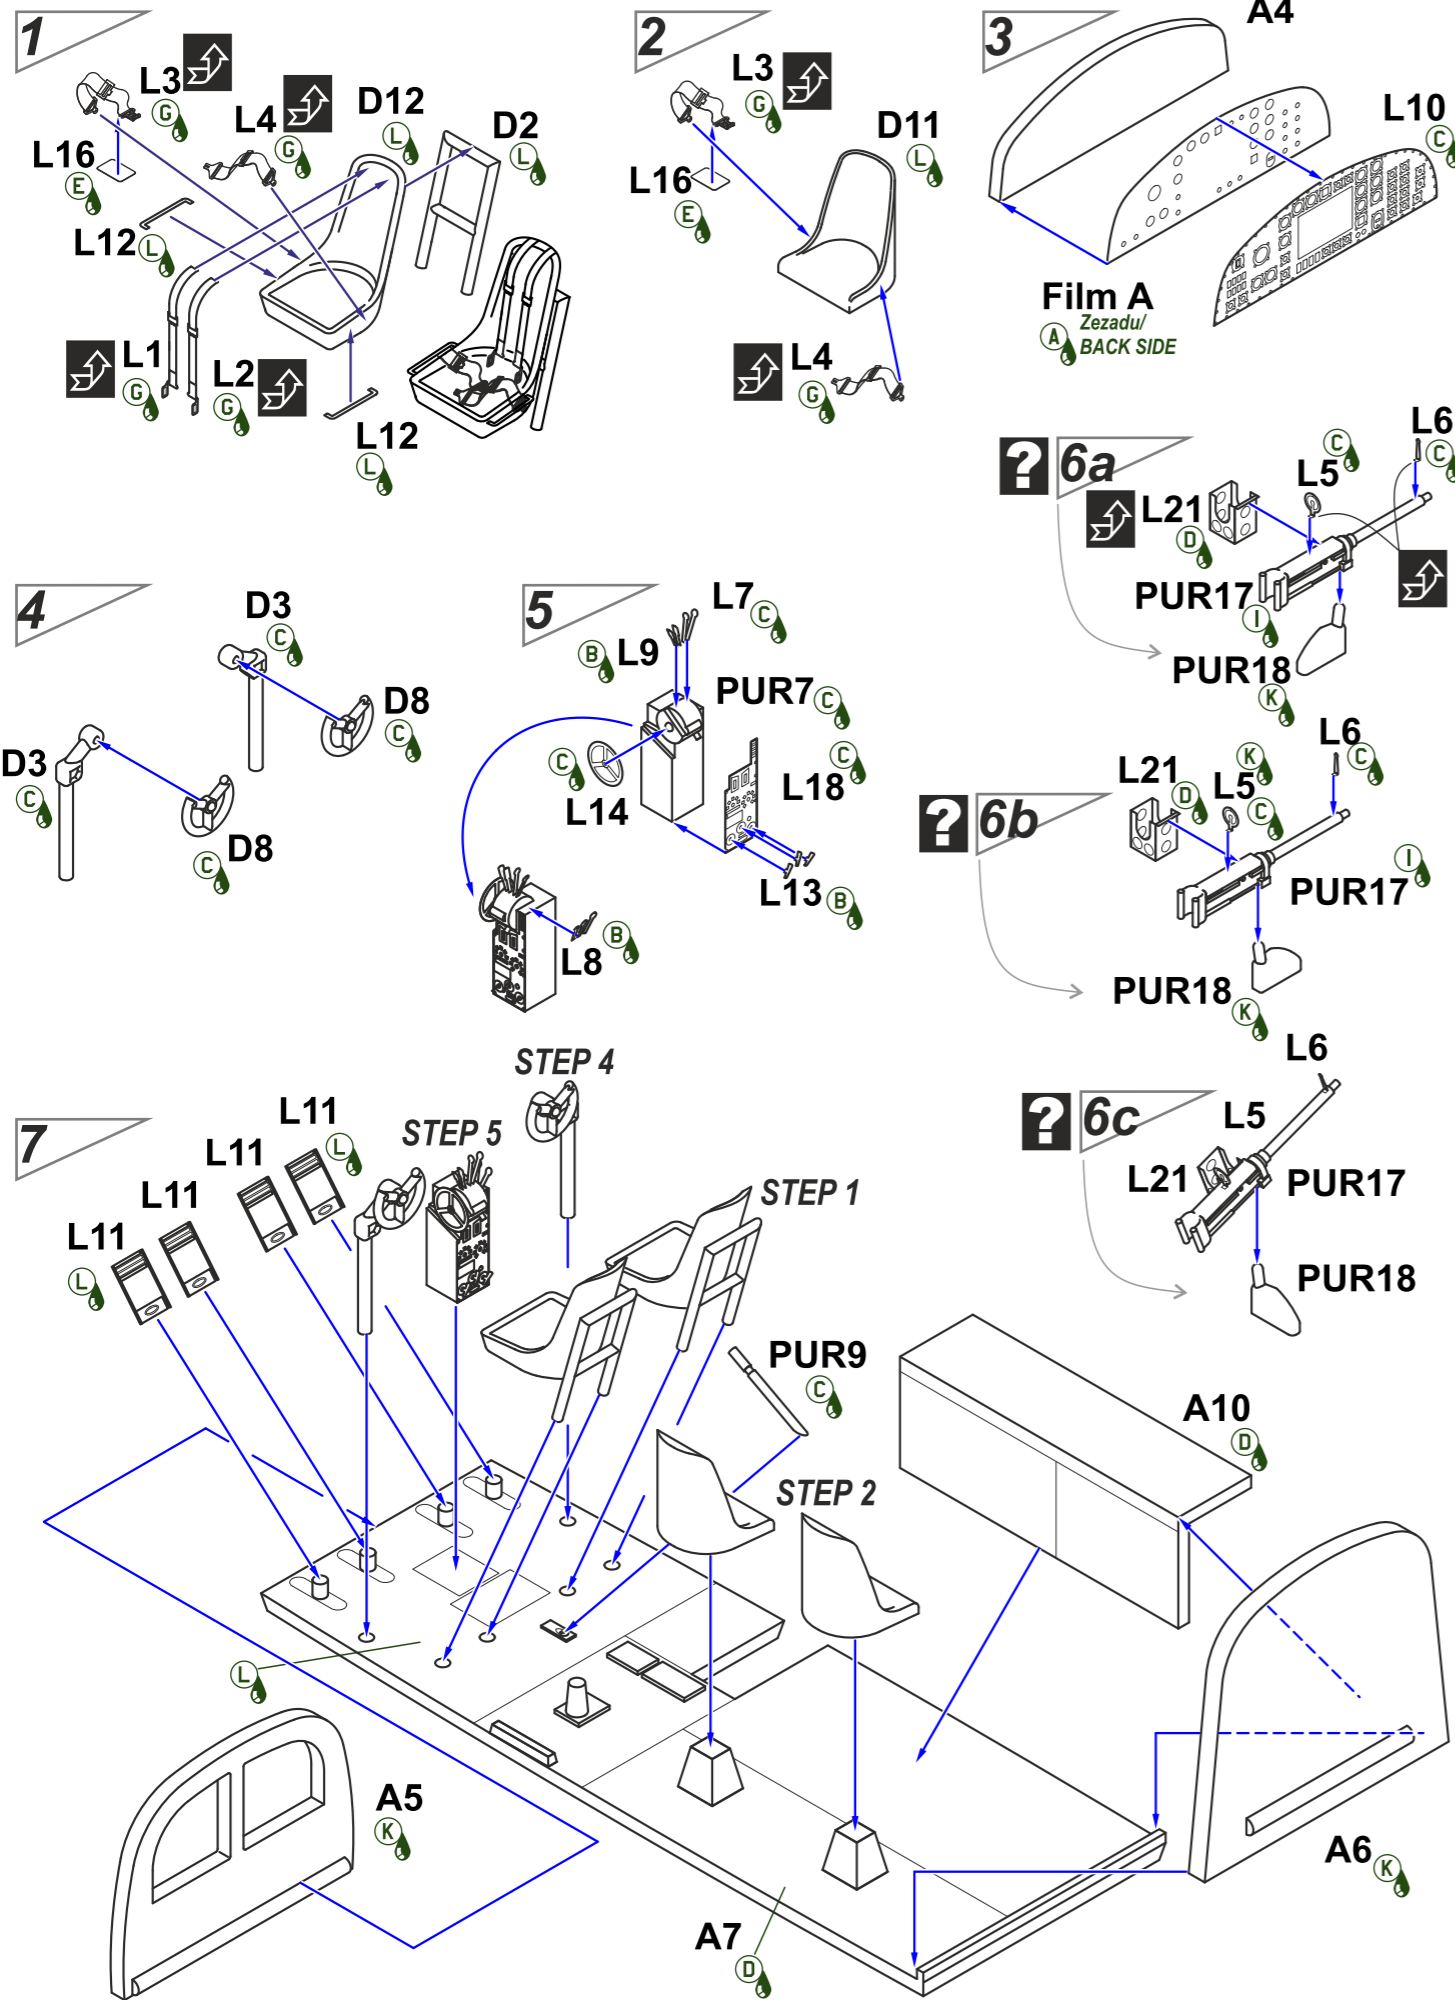 1
L3
G
L4
G
D12
L
D2
L
L16
E
L12
L
L1
G
L2
G
L12
L
2
L3
G
D11
L
L16
E
L4
G
3
A4
L10
C
Film A
A
Zezadu/
BACK SIDE
4
D3
C
D8
C
D3
C
D8
C
5
L7
C
B
L9
PUR7
C
C
L14
C
L18
L13
B
L8
B
?
6a
L21
D
C
L5
L6
C
PUR17
I
PUR18
K
?
6b
L21
D
K
L5
C
L6
C
PUR17
I
PUR18
K
?
6c
L6
L5
L21
PUR17
PUR18
7
L11
L
L11
L11
L11
L
STEP 5
STEP 4
STEP 1
PUR9
C
STEP 2
A10
D
L
A5
K
A7
D
A6
K